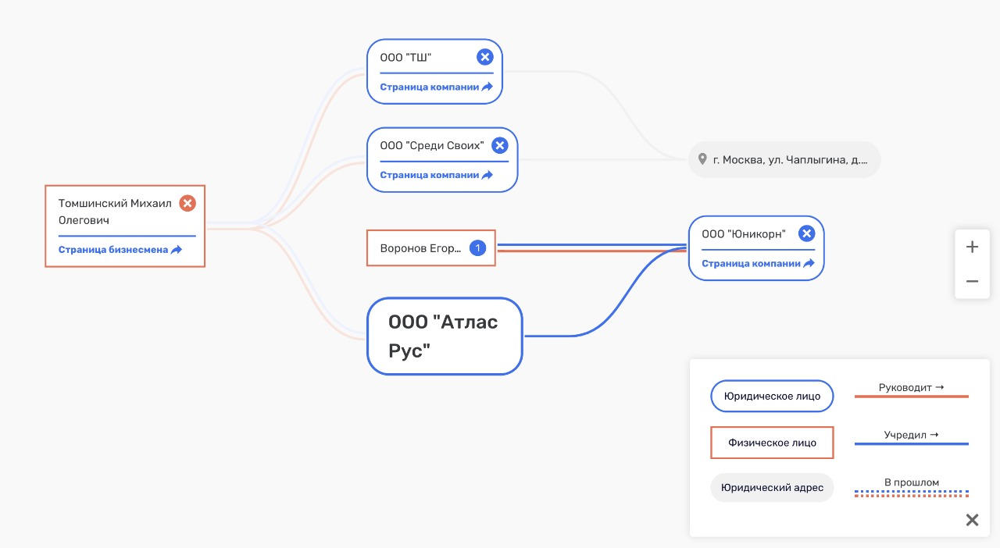 ООО "ТШ"
Страница компании
ООО "Среди Своих"
Страница компании
г. Москва, ул. Чаплыгина, д....
Томшинский Михаил
Олегович
Страница бизнесмена
Воронов Егор...
1
ООО "Юникорн"
Страница компании
ООО "Атлас
Рус"
+
−
Юридическое лицо
Руководит →
Физическое лицо
Учредил →
Юридический адрес
В прошлом